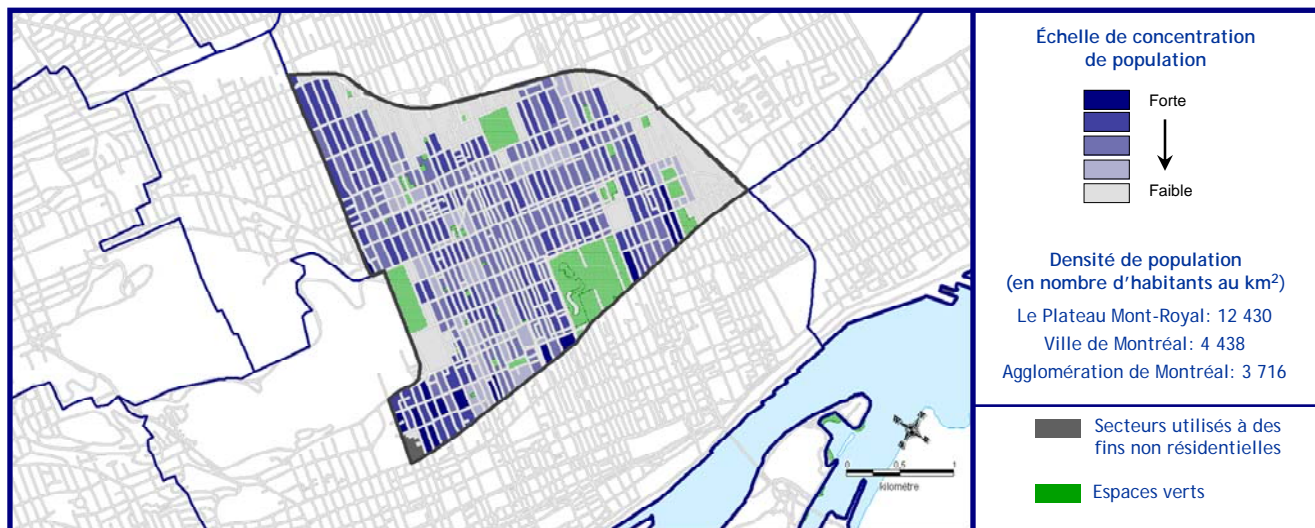 Échelle de concentration
de population
Forte
Faible
Densité de population
(en nombre d'habitants au km²)
Le Plateau Mont-Royal: 12 430
Ville de Montréal: 4 438
Agglomération de Montréal: 3 716
Secteurs utilisés à des
fins non résidentielles
Espaces verts
0 0,5 1
kilomètre